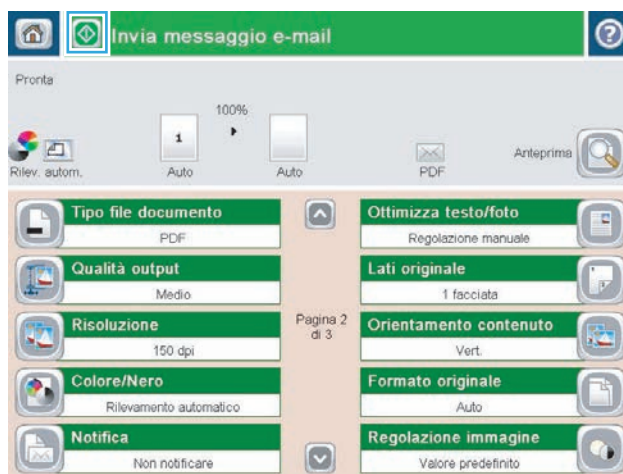 Invia messaggio e-mail
Pronta
100%
1
Rilev. autom.
Auto
Auto
PDF
Anteprima
Tipo file documento
PDF
Qualità output
Medio
Risoluzione
150 dpi
Colore/Nero
Rilevamento automatico
Notifica
Non notificare
Pagina 2
di 3
Ottimizza testo/foto
Regolazione manuale
Lati originale
1 facciata
Orientamento contenuto
Vert.
Formato originale
Auto
Regolazione immagine
Valore predefinito